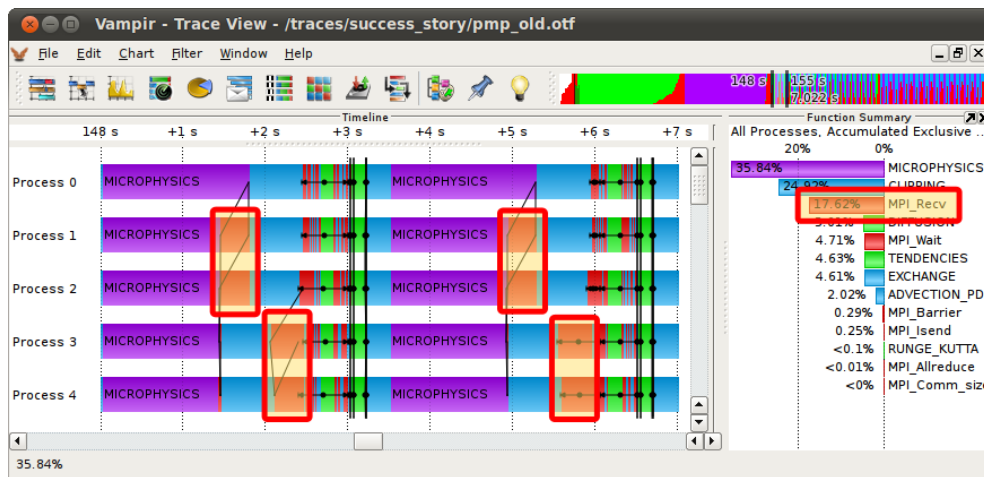 Vampir - Trace View - /traces/success_story/pmp_old.otf
File Edit Chart Filter Window Help
148 s 155 s
7.022 s
Timeline
148 s +1 s +2 s +3 s +4 s +5 s +6 s +7 s
Process 0 MICROPHYSICS MICROPHYSICS
Process 1 MICROPHYSICS MICROPHYSICS
Process 2 MICROPHYSICS MICROPHYSICS
Process 3 MICROPHYSICS MICROPHYSICS
Process 4 MICROPHYSICS MICROPHYSICS
Function Summary
All Processes, Accumulated Exclusive ...
20% 0%
35.84% MICROPHYSICS
24.92% CLIPPING
17.62% MPI_Recv
DIFFUSION
4.71% MPI_Wait
4.63% TENDENCIES
4.61% EXCHANGE
2.02% ADVECTION_PD
0.29% MPI_Barrier
0.25% MPI_Isend
<0.1% RUNGE_KUTTA
<0.01% MPI_Allreduce
<0% MPI_Comm_size
35.84%